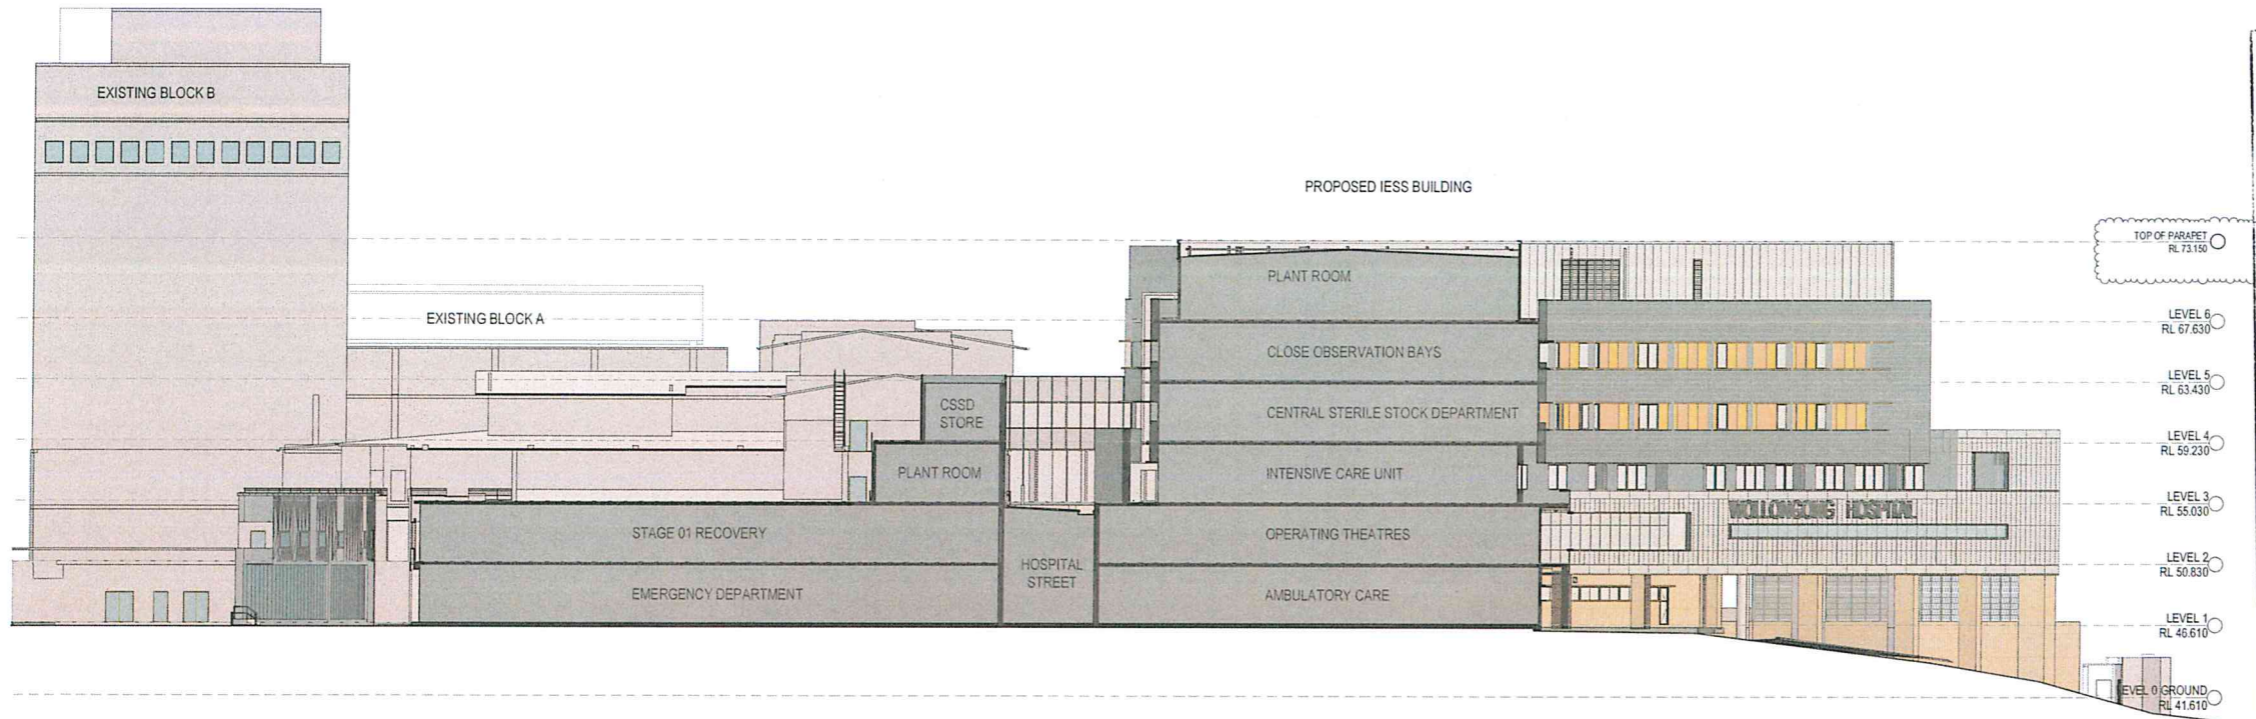 EXISTING BLOCK B
PROPOSED IESS BUILDING
TOP OF PARAPET
RL 73.150
PLANT ROOM
EXISTING BLOCK A
LEVEL 6
RL 67.630
CLOSE OBSERVATION BAYS
LEVEL 5
RL 63.430
CSSD
STORE
CENTRAL STERILE STOCK DEPARTMENT
LEVEL 4
RL 59.230
PLANT ROOM
INTENSIVE CARE UNIT
LEVEL 3
RL 55.030
WOLLONGONG HOSPITAL
STAGE 01 RECOVERY
OPERATING THEATRES
LEVEL 2
RL 50.830
HOSPITAL
STREET
EMERGENCY DEPARTMENT
AMBULATORY CARE
LEVEL 1
RL 46.610
LEVEL 0 GROUND
RL 41.610